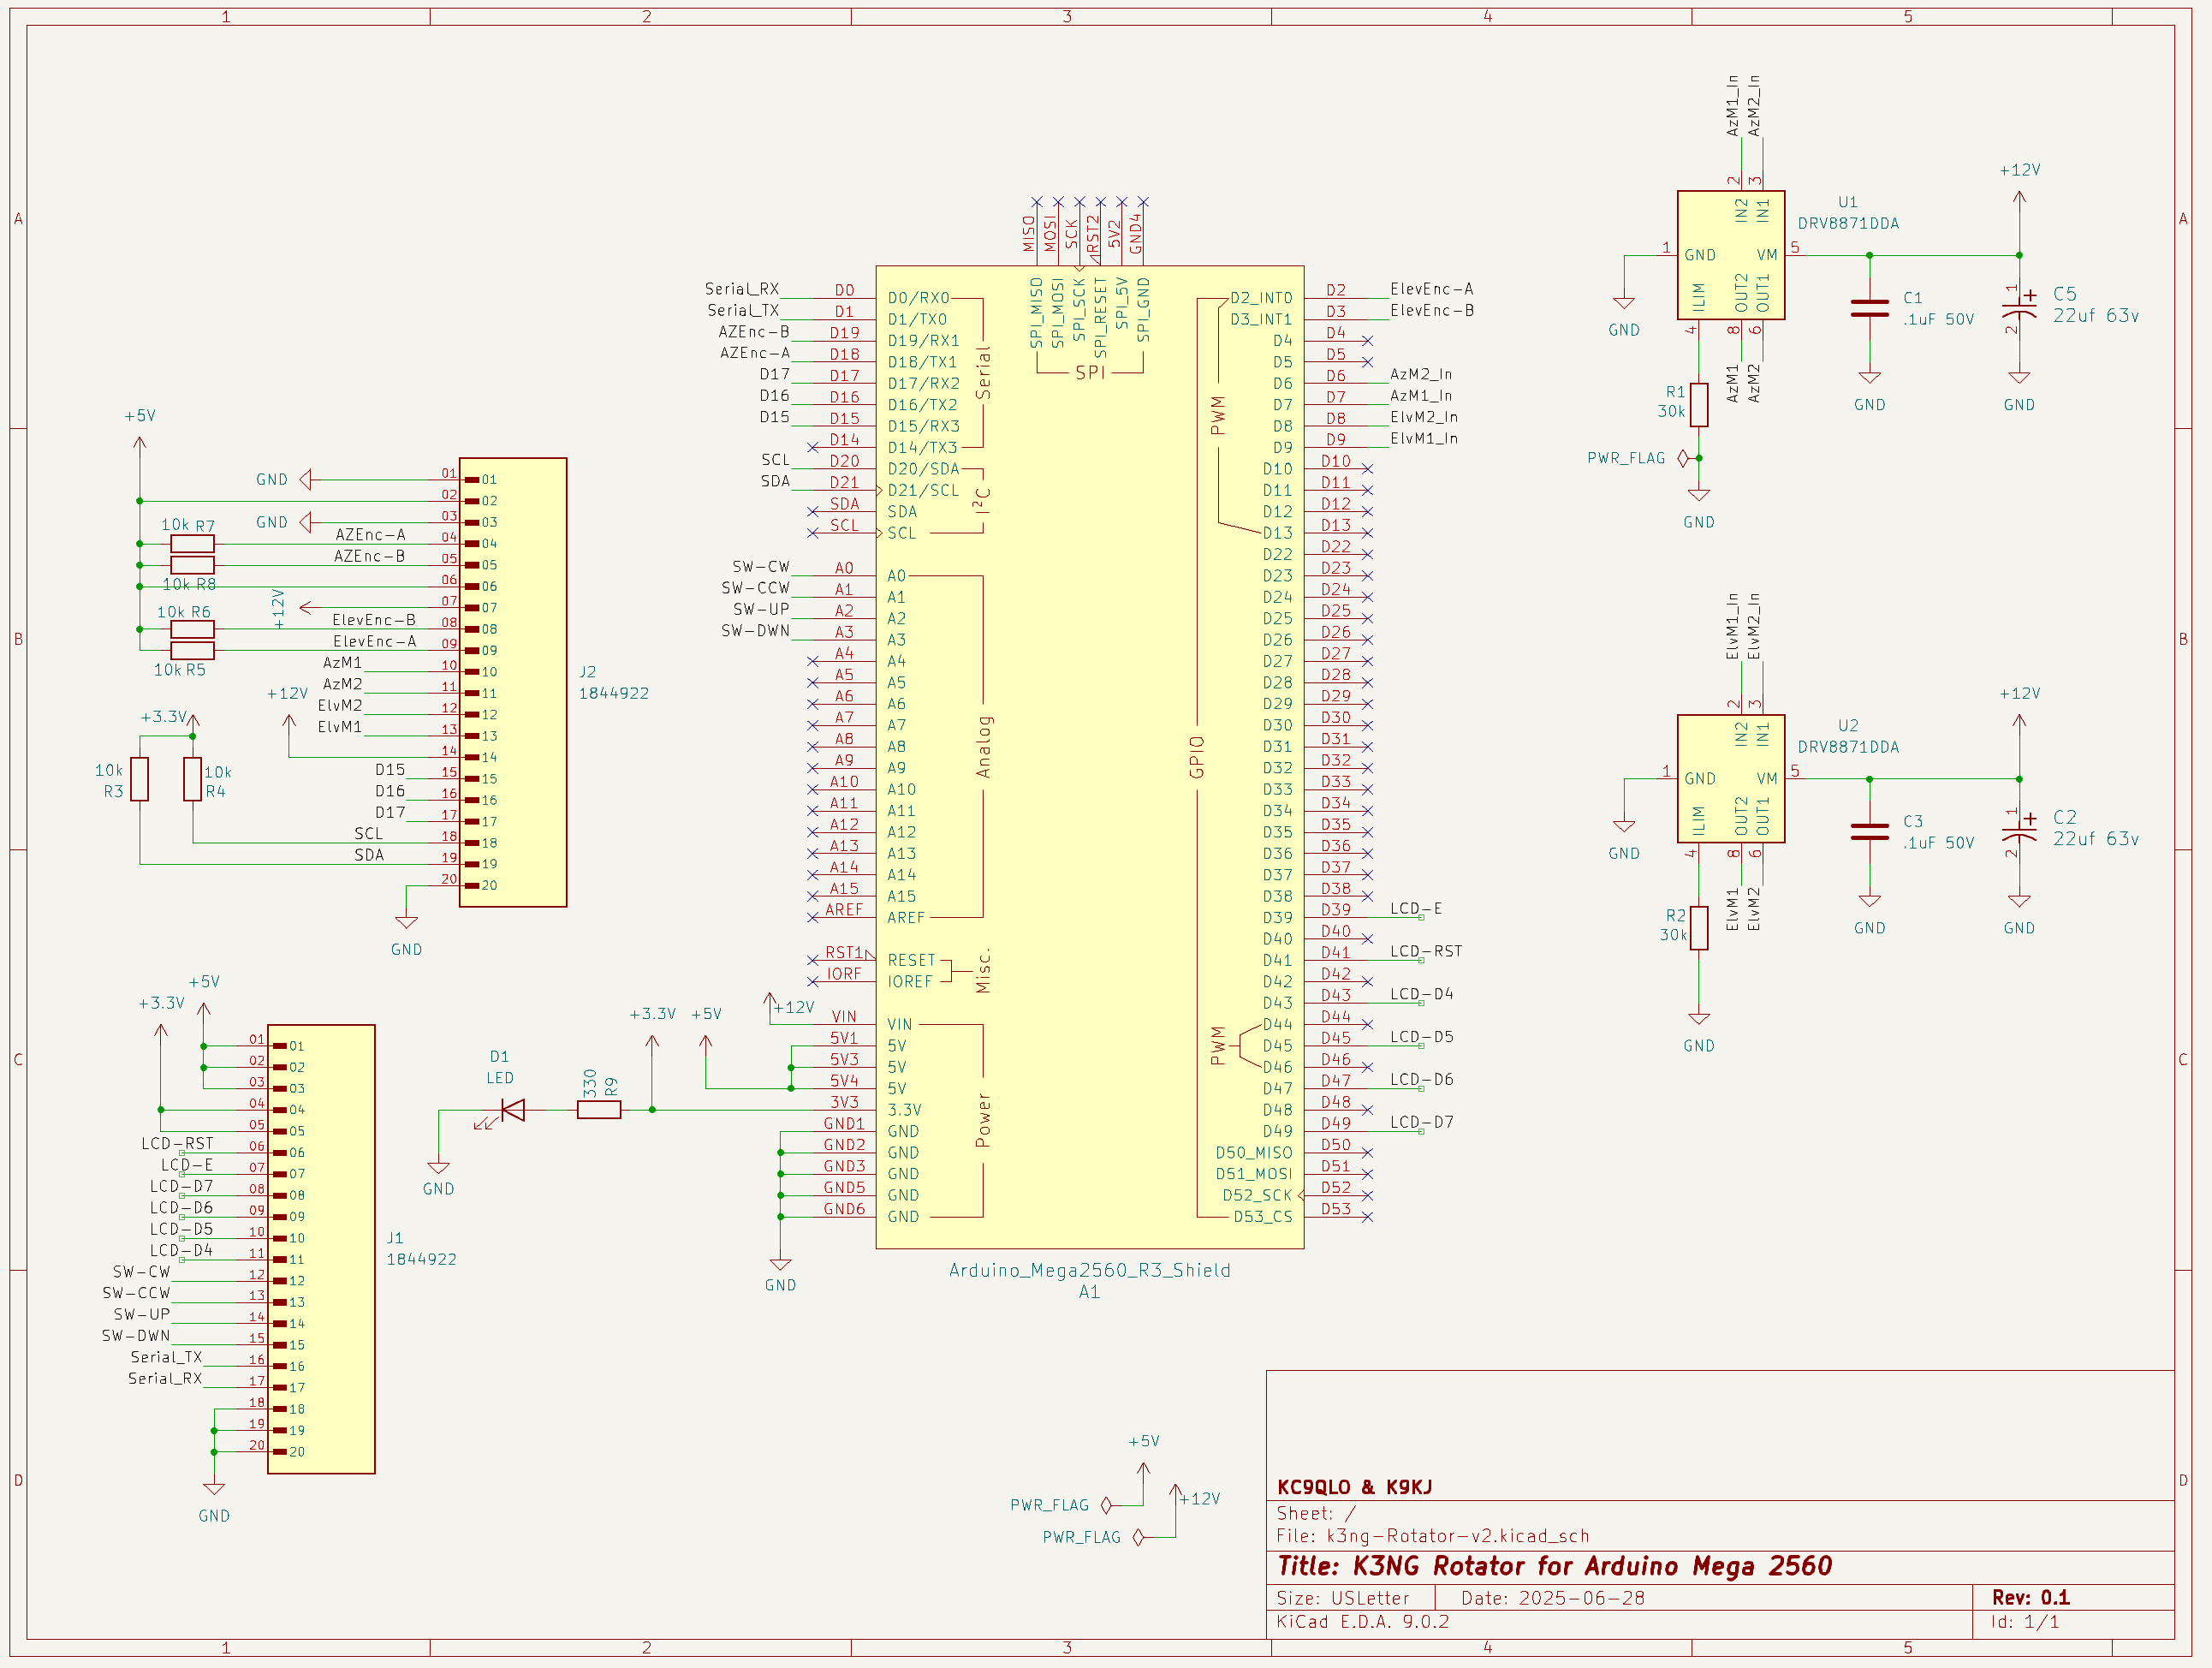 1 2 3 4 5
A
B
C
D
A
B
C
D
1 2 3 4 5
+5V
GND
GND
10k R7
10k R8
10k R6
10k R5
+12V
AZEnc-A
AZEnc-B
ElevEnc-B
ElevEnc-A
AzM1
AzM2
ElvM2
ElvM1
+12V
+3.3V
10k
R3
10k
R4
D15
D16
D17
SCL
SDA
GND
01 01
02 02
03 03
04 04
05 05
06 06
07 07
08 08
09 09
10 10
11 11
12 12
13 13
14 14
15 15
16 16
17 17
18 18
19 19
20 20
J2
1844922
+5V
+3.3V
01 01
02 02
03 03
04 04
05 05
LCD-RST 06 06
LCD-E 07 07
LCD-D7 08 08
LCD-D6 09 09
LCD-D5 10 10
LCD-D4 11 11
SW-CW 12 12
SW-CCW 13 13
SW-UP 14 14
SW-DWN 15 15
Serial_TX 16 16
Serial_RX 17 17
18 18
19 19
20 20
J1
1844922
GND
D1
LED
330
R9
+3.3V
+5V
+12V
GND
GND
MISO MOSI SCK RST2 5V2 GND4
SPI_MISO SPI_MOSI SPI_SCK SPI_RESET SPI_5V SPI_GND
SPI
Serial_RX D0 D0/RX0
Serial_TX D1 D1/TX0
AZEnc-B D19 D19/RX1
AZEnc-A D18 D18/TX1
D17 D17 D17/RX2
D16 D16 D16/TX2
D15 D15 D15/RX3
D14 D14/TX3
Serial
SCL D20 D20/SDA
SDA D21 D21/SCL
SDA SDA
SCL SCL
I²C
SW-CW A0 A0
SW-CCW A1 A1
SW-UP A2 A2
SW-DWN A3 A3
A4 A4
A5 A5
A6 A6
A7 A7
A8 A8
A9 A9
A10 A10
A11 A11
A12 A12
A13 A13
A14 A14
A15 A15
AREF AREF
Analog
RST1 RESET
IORF IOREF
Misc.
VIN VIN
5V1 5V
5V3 5V
5V4 5V
3V3 3.3V
GND1 GND
GND2 GND
GND3 GND
GND5 GND
GND6 GND
Power
D2_INT0 D2 ElevEnc-A
D3_INT1 D3 ElevEnc-B
D4 D4
D5 D5
D6 D6 AzM2_In
D7 D7 AzM1_In
D8 D8 ElvM2_In
D9 D9 ElvM1_In
D10 D10
D11 D11
D12 D12
D13 D13
PWM
D22 D22
D23 D23
D24 D24
D25 D25
D26 D26
D27 D27
D28 D28
D29 D29
D30 D30
D31 D31
D32 D32
D33 D33
D34 D34
D35 D35
D36 D36
D37 D37
D38 D38
D39 D39 LCD-E
D40 D40
D41 D41 LCD-RST
D42 D42
D43 D43 LCD-D4
D44 D44
D45 D45 LCD-D5
D46 D46
D47 D47 LCD-D6
D48 D48
D49 D49 LCD-D7
D50_MISO D50
D51_MOSI D51
D52_SCK D52
D53_CS D53
GPIO
PWM
Arduino_Mega2560_R3_Shield
A1
AzM1_In
AzM2_In
2 3
IN2 IN1
1 GND VM 5
ILIM OUT2 OUT1
4 8 6
U1
DRV8871DDA
GND
AzM1
AzM2
R1
30k
PWR_FLAG
GND
C1
.1uF 50V
GND
+12V
1
2
C5
22uf 63v
GND
ElvM1_In
ElvM2_In
2 3
IN2 IN1
1 GND VM 5
ILIM OUT2 OUT1
4 8 6
U2
DRV8871DDA
GND
ElvM1
ElvM2
R2
30k
GND
C3
.1uF 50V
GND
+12V
1
2
C2
22uf 63v
GND
+5V
PWR_FLAG
+12V
PWR_FLAG
KC9QLO & K9KJ
Sheet: /
File: k3ng-Rotator-v2.kicad_sch
Title: K3NG Rotator for Arduino Mega 2560
Size: USLetter Date: 2025-06-28 Rev: 0.1
KiCad E.D.A. 9.0.2 Id: 1/1